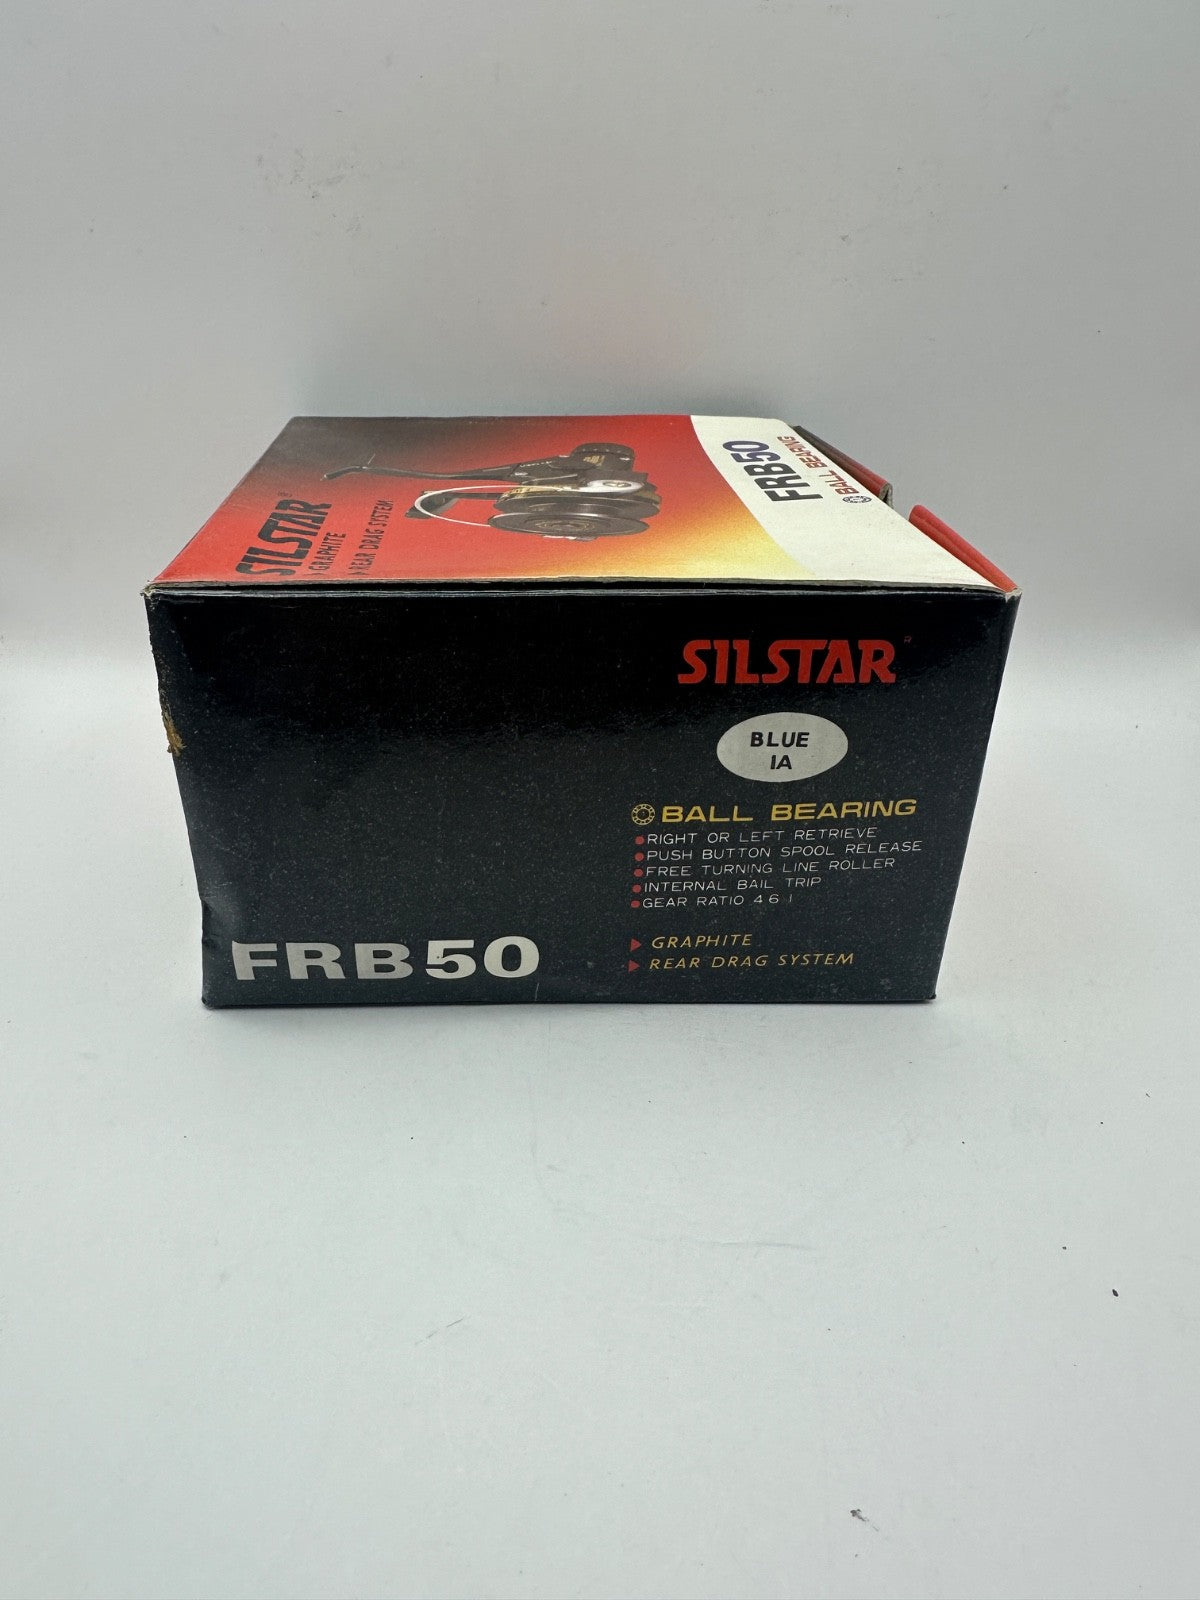 SILSTAR®
GRAPHITE
REAR DRAG SYSTEM
FRB50
BALL BEARING
SILSTAR R
BLUE
1A
BALL BEARING
RIGHT OR LEFT RETRIEVE
PUSH BUTTON SPOOL RELEASE
FREE TURNING LINE ROLLER
INTERNAL BAIL TRIP
GEAR RATIO 4 6 1
GRAPHITE
REAR DRAG SYSTEM
FRB50